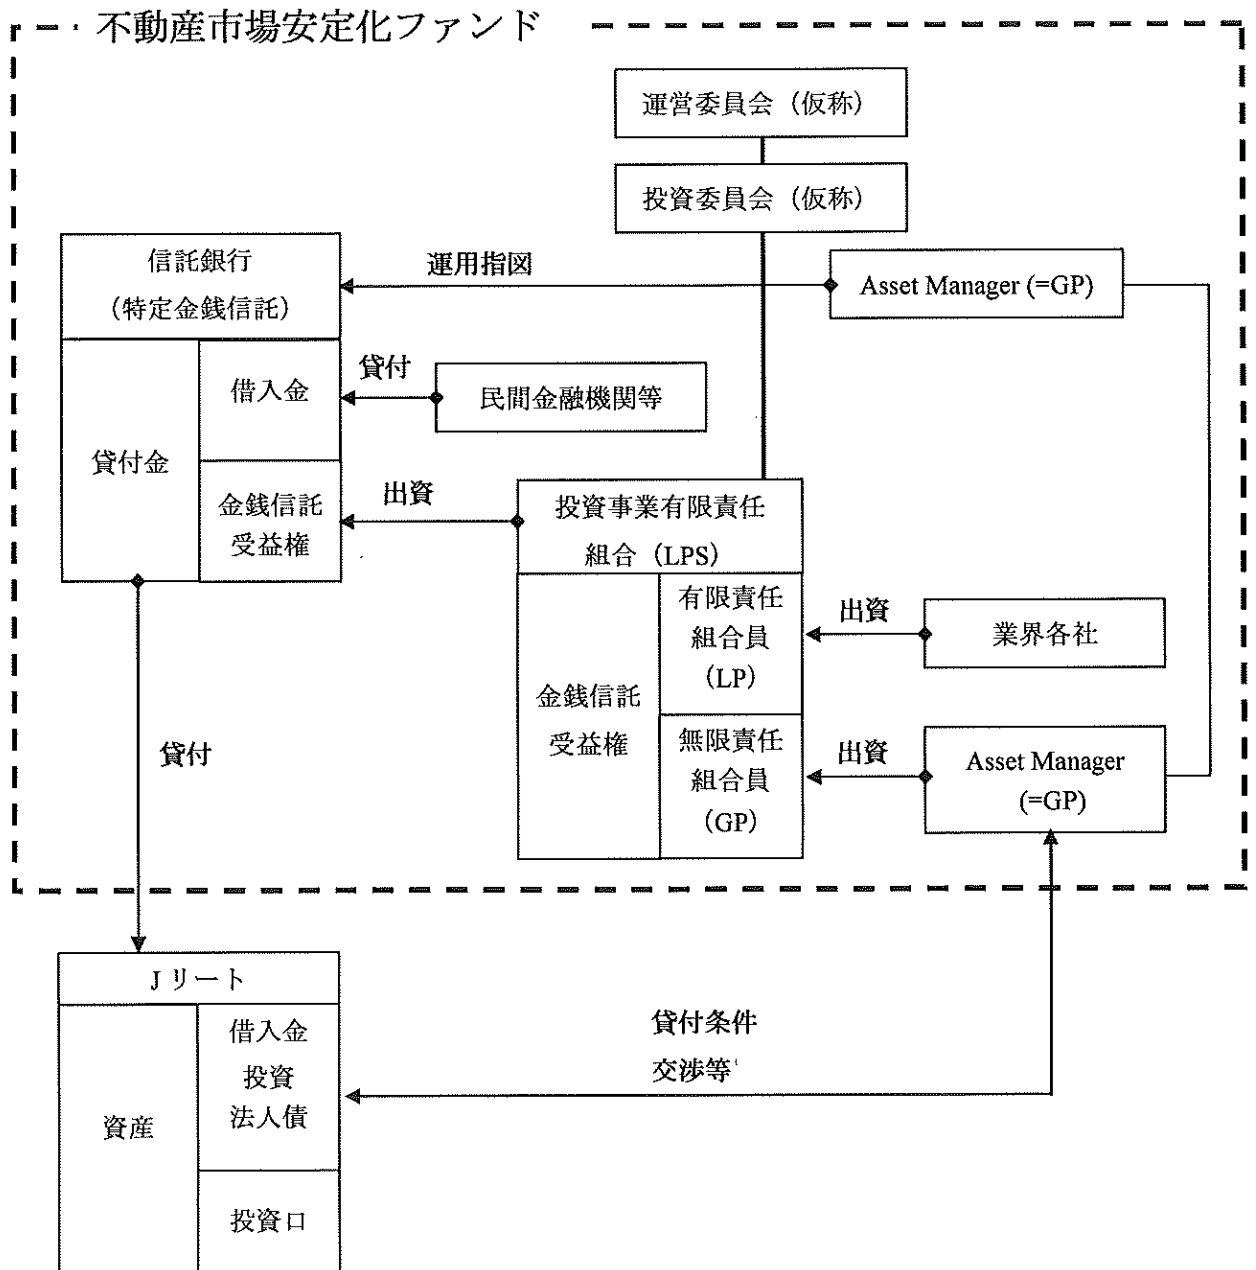 不動産市場安定化ファンド
運営委員会（仮称）
投資委員会（仮称）
信託銀行
（特定金銭信託）
運用指図
Asset Manager (=GP)
貸付金
借入金
貸付
民間金融機関等
金銭信託
受益権
出資
投資事業有限責任
組合（LPS）
金銭信託
受益権
有限責任
組合員
（LP）
出資
業界各社
無限責任
組合員
（GP）
出資
Asset Manager
(=GP)
貸付
Jリート
資産
借入金
投資
法人債
投資口
貸付条件
交渉等